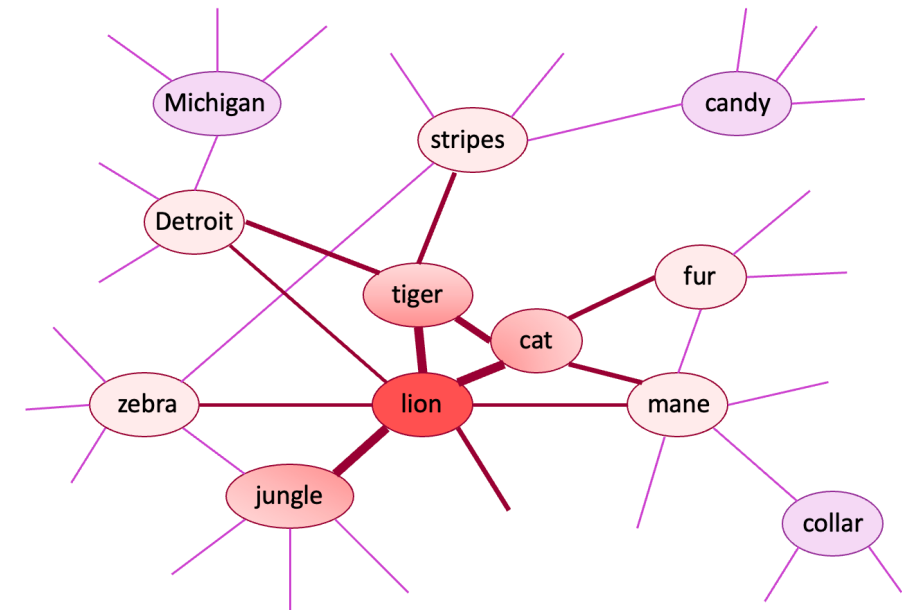 Michigan
candy
stripes
Detroit
fur
tiger
cat
zebra
lion
mane
jungle
collar